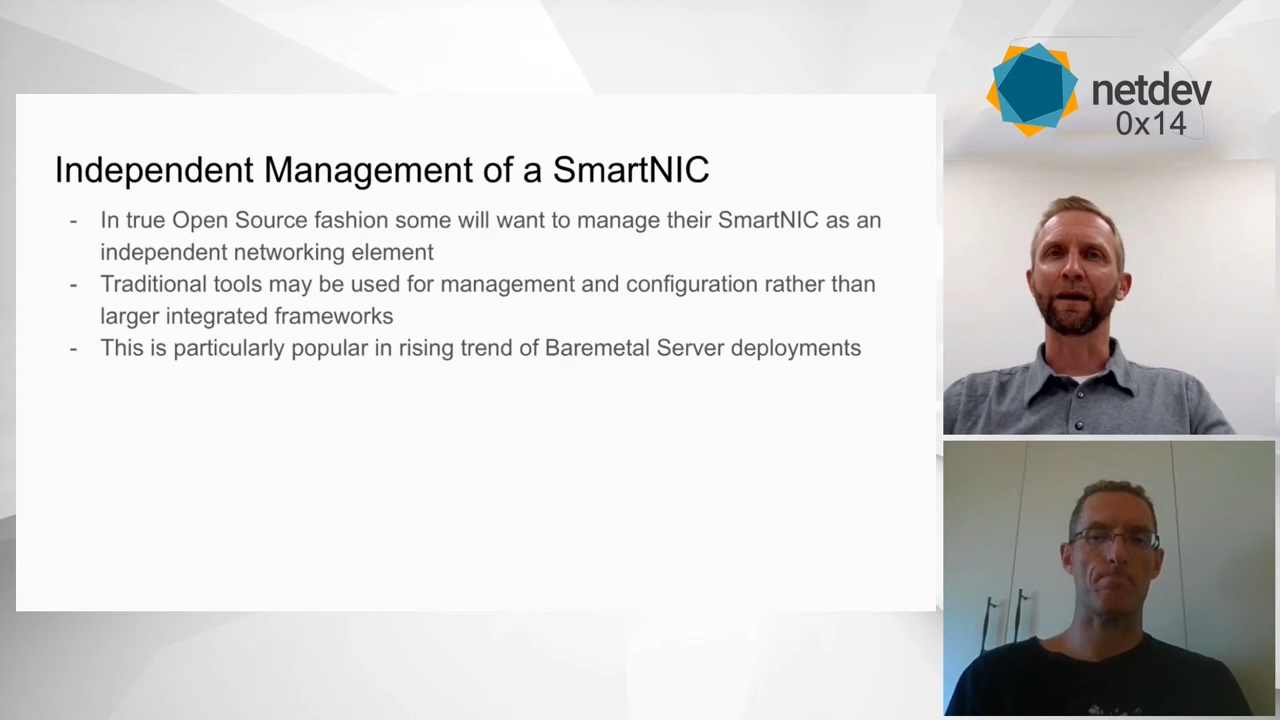 netdev
0x14
Independent Management of a SmartNIC
- In true Open Source fashion some will want to manage their SmartNIC as an
independent networking element
- Traditional tools may be used for management and configuration rather than
larger integrated frameworks
- This is particularly popular in rising trend of Baremetal Server deployments